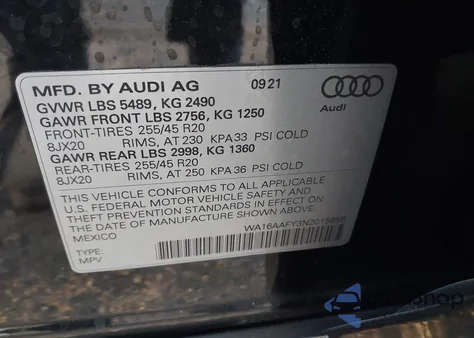 MFD. BY AUDI AG 09 21
GVWR LBS 5489, KG 2490
GAWR FRONT LBS 2756, KG 1250
FRONT-TIRES 255/45 R20
8JX20 RIMS, AT 230 KPA 33 PSI COLD
GAWR REAR LBS 2998, KG 1360
REAR-TIRES 255/45 R20
8JX20 RIMS, AT 250 KPA 36 PSI COLD
THIS VEHICLE CONFORMS TO ALL APPLICABLE
U.S. FEDERAL MOTOR VEHICLE SAFETY AND
THEFT PREVENTION STANDARDS IN EFFECT ON
THE DATE OF MANUFACTURE SHOWN ABOVE.
MEXICO
TYPE:
MPV
Audi